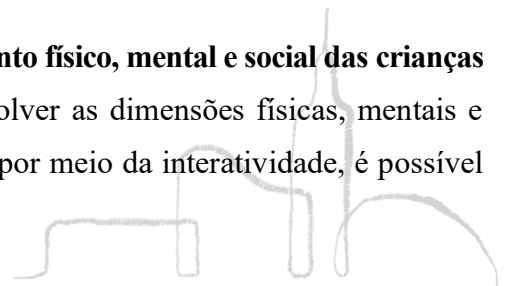 nto físico, mental e social das crianças
olver as dimensões físicas, mentais e
por meio da interatividade, é possível